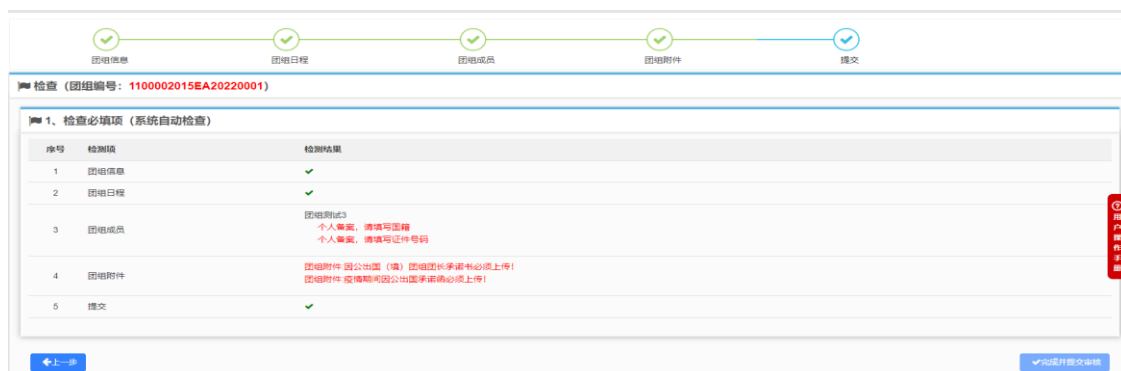 团组信息
团组日程
团组成员
团组附件
提交
检查（团组编号：1100002015EA20220001）
1、检查必填项（系统自动检查）
序号 检测项 检测结果
1 团组信息
2 团组日程
3 团组成员 团组测试3
个人备案，请填写国籍
个人备案，请填写证件号码
4 团组附件 团组附件:因公出国（境）团组团长承诺书必须上传！
团组附件:疫情期间因公出国承诺函必须上传！
5 提交
上一步
完成并提交审核
用户操作手册